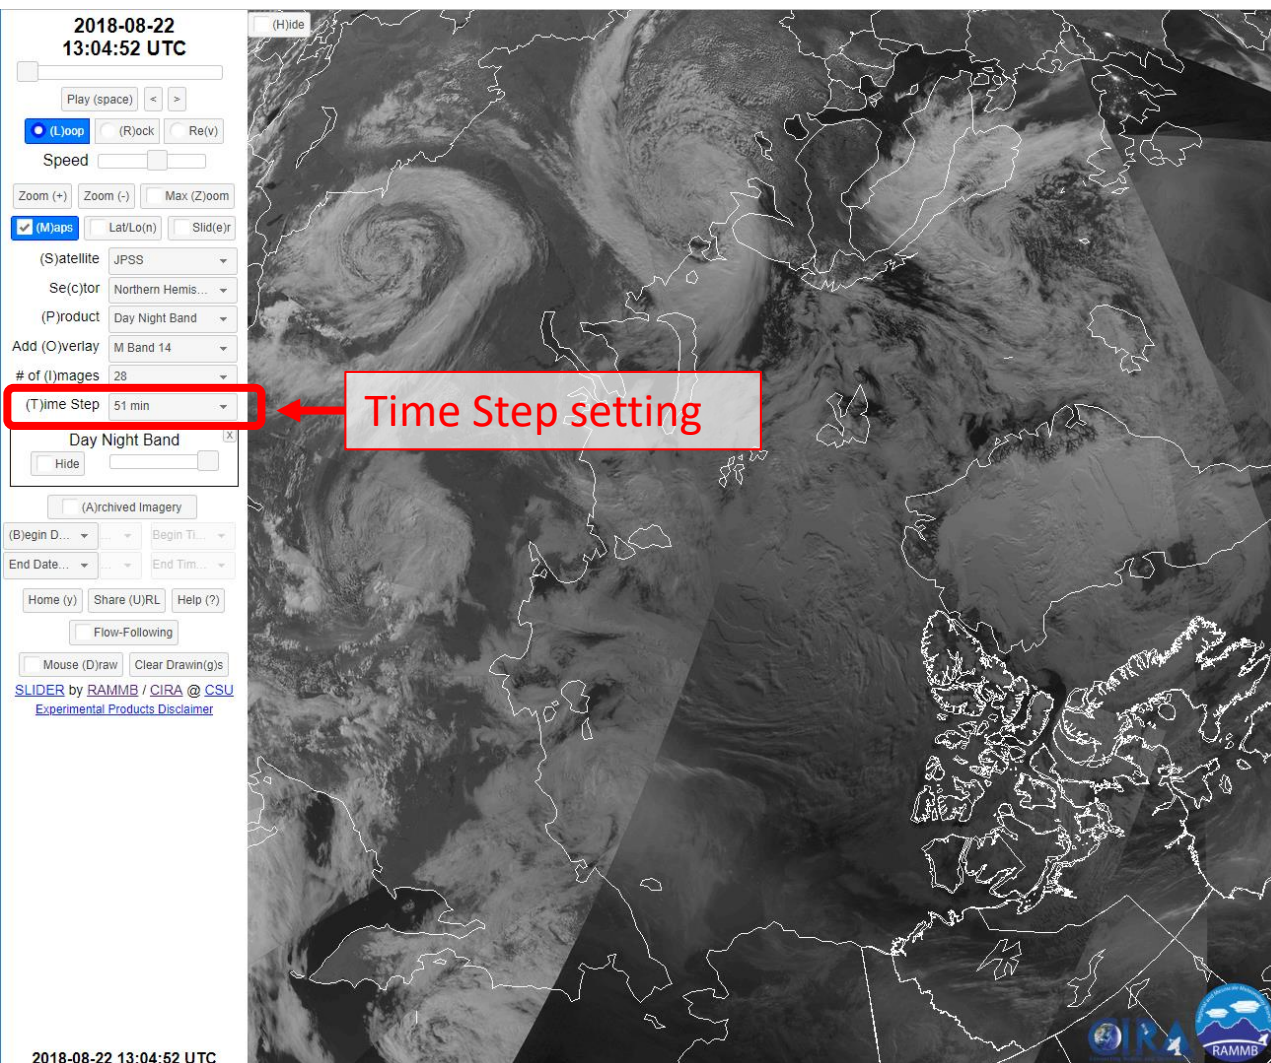 2018-08-22
13:04:52 UTC
(H)ide
Play (space) < >
(L)oop (R)ock Re(v)
Speed
Zoom (+) Zoom (-) Max (Z)oom
(M)aps Lat/Lo(n) Slid(e)r
(S)atellite JPSS
Se(c)tor Northern Hemis...
(P)roduct Day Night Band
Add (O)verlay M Band 14
# of (I)mages 28
(T)ime Step 51 min
Time Step setting
Day Night Band X
Hide
(A)rchived Imagery
(B)egin D... ... Begin Ti...
End Date... ... End Tim...
Home (y) Share (U)RL Help (?)
Flow-Following
Mouse (D)raw Clear Drawin(g)s
SLIDER by RAMMB / CIRA @ CSU
Experimental Products Disclaimer
CIRA
RAMMB
2018-08-22 13:04:52 UTC